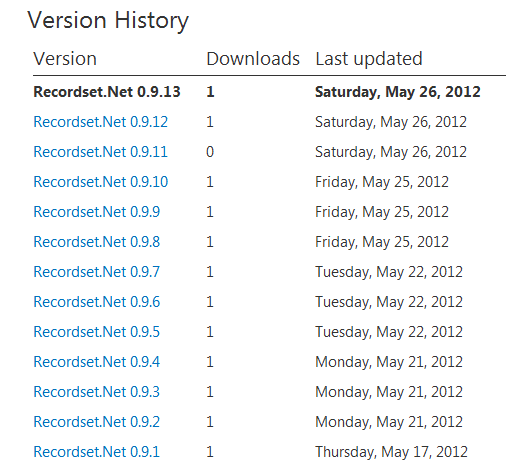 Version History
Version Downloads Last updated
Recordset.Net 0.9.13 1 Saturday, May 26, 2012
Recordset.Net 0.9.12 1 Saturday, May 26, 2012
Recordset.Net 0.9.11 0 Saturday, May 26, 2012
Recordset.Net 0.9.10 1 Friday, May 25, 2012
Recordset.Net 0.9.9 1 Friday, May 25, 2012
Recordset.Net 0.9.8 1 Friday, May 25, 2012
Recordset.Net 0.9.7 1 Tuesday, May 22, 2012
Recordset.Net 0.9.6 1 Tuesday, May 22, 2012
Recordset.Net 0.9.5 1 Tuesday, May 22, 2012
Recordset.Net 0.9.4 1 Monday, May 21, 2012
Recordset.Net 0.9.3 1 Monday, May 21, 2012
Recordset.Net 0.9.2 1 Monday, May 21, 2012
Recordset.Net 0.9.1 1 Thursday, May 17, 2012